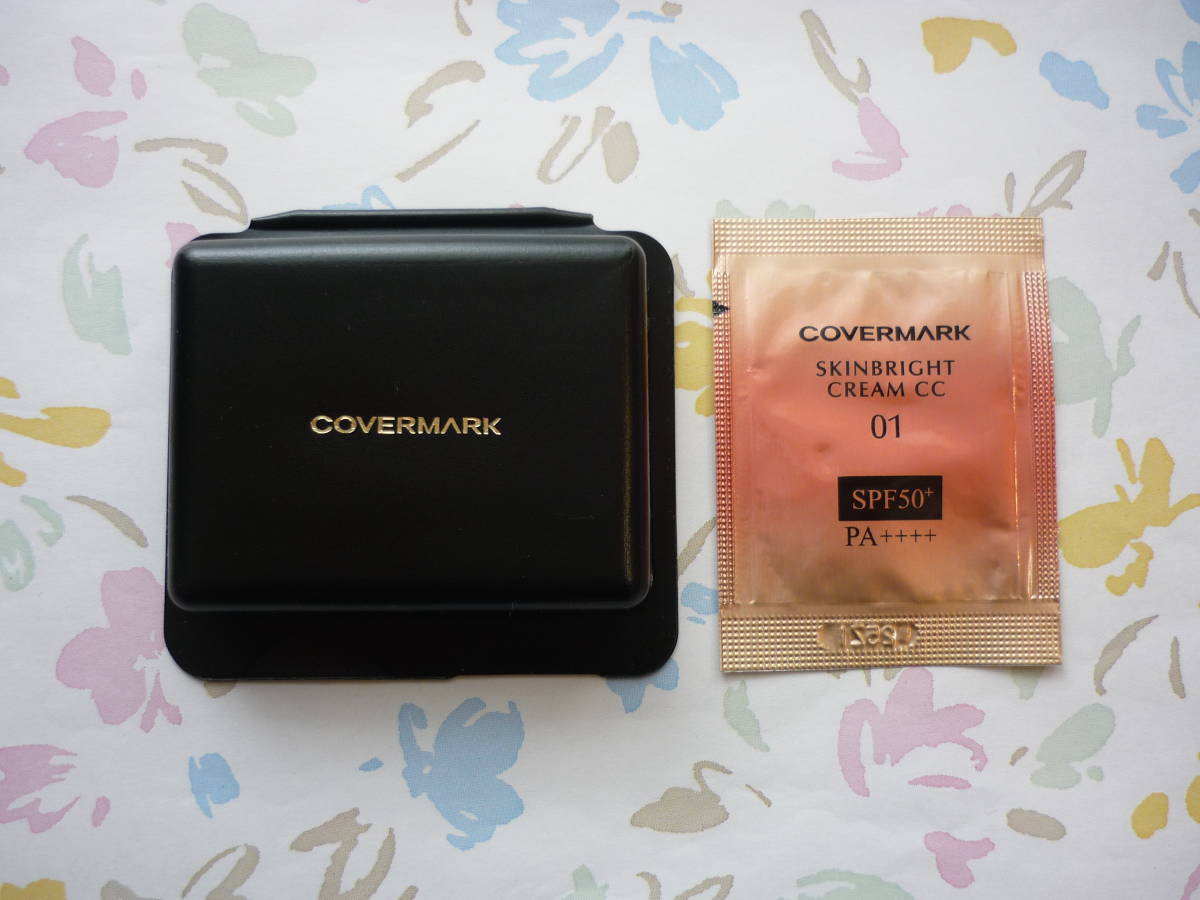 COVERMARK
COVERMARK
SKINBRIGHT
CREAM CC
01
SPF50+
PA++++